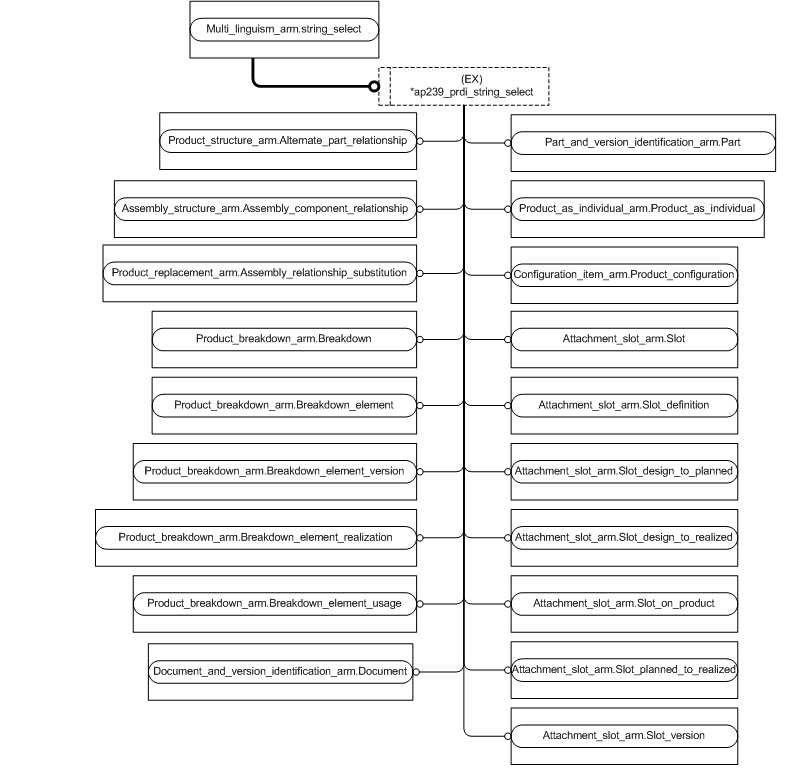 Multi_linguism_arm.string_select
(EX)
*ap239_prdi_string_select
Product_structure_arm.Alternate_part_relationship
Part_and_version_identification_arm.Part
Assembly_structure_arm.Assembly_component_relationship
Product_as_individual_arm.Product_as_individual
Product_replacement_arm.Assembly_relationship_substitution
Configuration_item_arm.Product_configuration
Product_breakdown_arm.Breakdown
Attachment_slot_arm.Slot
Product_breakdown_arm.Breakdown_element
Attachment_slot_arm.Slot_definition
Product_breakdown_arm.Breakdown_element_version
Attachment_slot_arm.Slot_design_to_planned
Product_breakdown_arm.Breakdown_element_realization
Attachment_slot_arm.Slot_design_to_realized
Product_breakdown_arm.Breakdown_element_usage
Attachment_slot_arm.Slot_on_product
Document_and_version_identification_arm.Document
Attachment_slot_arm.Slot_planned_to_realized
Attachment_slot_arm.Slot_version